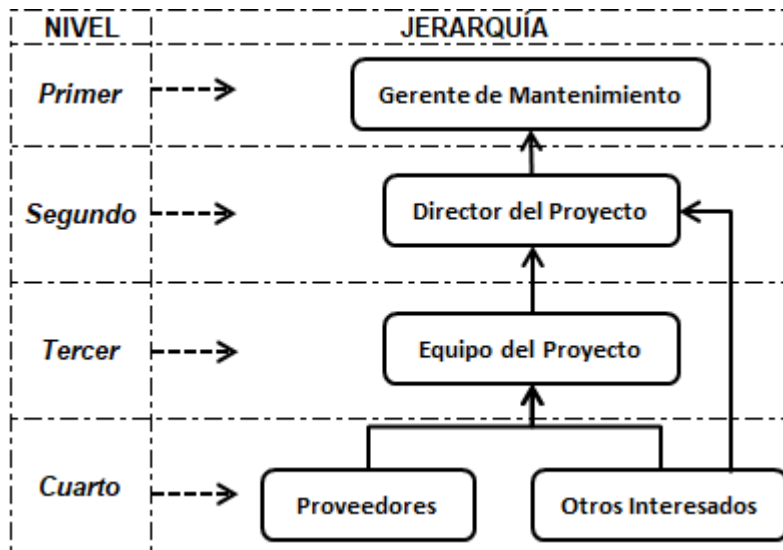 NIVEL JERARQUÍA
Primer Gerente de Mantenimiento
Segundo Director del Proyecto
Tercer Equipo del Proyecto
Cuarto Proveedores Otros Interesados